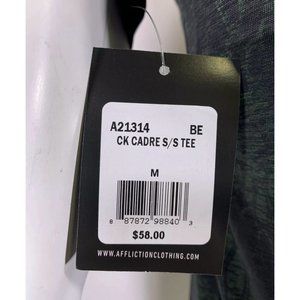 A21314 BE
CK CADRE S/S TEE
M
8 87872 98840 3
$58.00
WWW.AFFLICTIONCLOTHING.COM